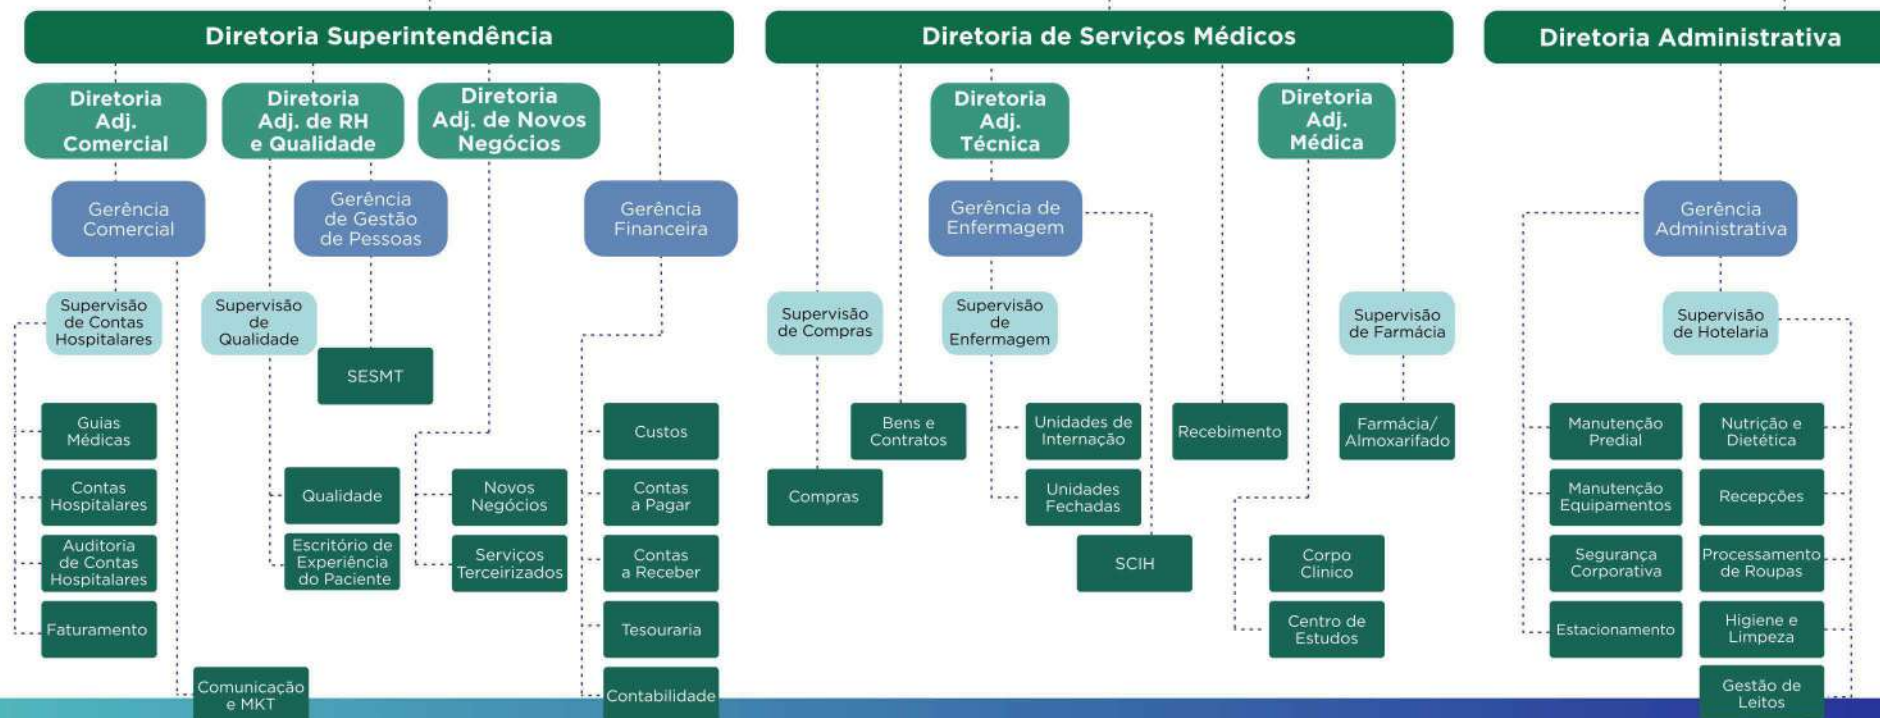 Diretoria Superintendência
Diretoria de Serviços Médicos
Diretoria Administrativa
Diretoria
Adj.
Comercial
Diretoria
Adj. de RH
e Qualidade
Diretoria
Adj. de Novos
Negócios
Diretoria
Adj.
Técnica
Diretoria
Adj.
Médica
Gerência
Comercial
Gerência
de Gestão
de Pessoas
Gerência
Financeira
Gerência de
Enfermagem
Gerência
Administrativa
Supervisão
de Contas
Hospitalares
Supervisão
de
Qualidade
Supervisão
de Compras
Supervisão
de
Enfermagem
Supervisão
de Farmácia
Supervisão
de Hotelaria
SESMT
Guias
Médicas
Custos
Bens e
Contratos
Unidades de
Internação
Recebimento
Farmácia/
Almoxarifado
Manutenção
Predial
Nutrição e
Dietética
Contas
Hospitalares
Qualidade
Novos
Negócios
Contas
a Pagar
Compras
Unidades
Fechadas
Manutenção
Equipamentos
Recepções
Auditoria
de Contas
Hospitalares
Escritório de
Experiência
do Paciente
Serviços
Terceirizados
Contas
a Receber
SCIH
Corpo
Clinico
Segurança
Corporativa
Processamento
de Roupas
Faturamento
Tesouraria
Centro de
Estudos
Estacionamento
Higiene e
Limpeza
Comunicação
e MKT
Contabilidade
Gestão de
Leitos